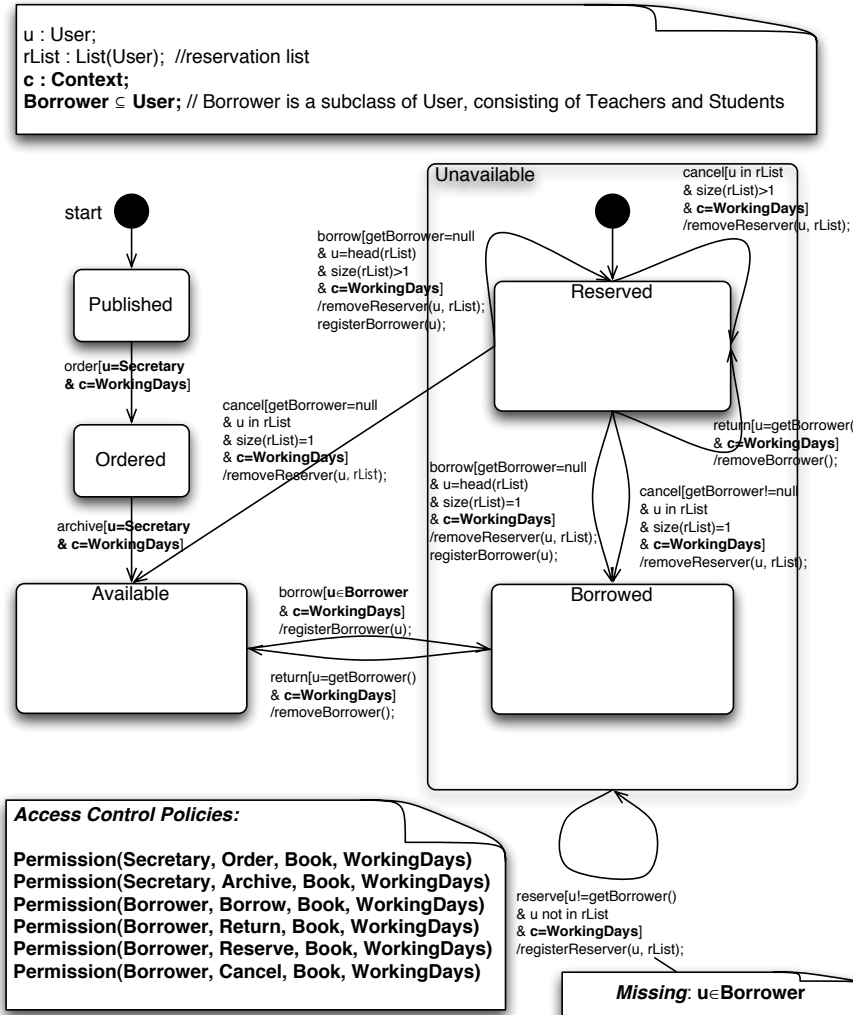 u : User;
rList : List(User);  //reservation list
c : Context;
Borrower ⊆ User; // Borrower is a subclass of User, consisting of Teachers and Students
Unavailable
cancel[u in rList
& size(rList)>1
& c=WorkingDays]
/removeReserver(u, rList);
start
borrow[getBorrower=null
& u=head(rList)
& size(rList)>1
& c=WorkingDays]
/removeReserver(u, rList);
registerBorrower(u);
Reserved
Published
order[u=Secretary
& c=WorkingDays]
cancel[getBorrower=null
& u in rList
& size(rList)=1
& c=WorkingDays]
/removeReserver(u, rList);
return[u=getBorrower(
& c=WorkingDays]
/removeBorrower();
Ordered
borrow[getBorrower=null
& u=head(rList)
& size(rList)=1
& c=WorkingDays]
/removeReserver(u, rList);
registerBorrower(u);
cancel[getBorrower!=null
& u in rList
& size(rList)=1
& c=WorkingDays]
/removeReserver(u, rList);
archive[u=Secretary
& c=WorkingDays]
Available
borrow[u∈Borrower
& c=WorkingDays]
/registerBorrower(u);
Borrowed
return[u=getBorrower()
& c=WorkingDays]
/removeBorrower();
Access Control Policies:
Permission(Secretary, Order, Book, WorkingDays)
Permission(Secretary, Archive, Book, WorkingDays)
Permission(Borrower, Borrow, Book, WorkingDays)
Permission(Borrower, Return, Book, WorkingDays)
Permission(Borrower, Reserve, Book, WorkingDays)
Permission(Borrower, Cancel, Book, WorkingDays)
reserve[u!=getBorrower()
& u not in rList
& c=WorkingDays]
/registerReserver(u, rList);
Missing: u∈Borrower